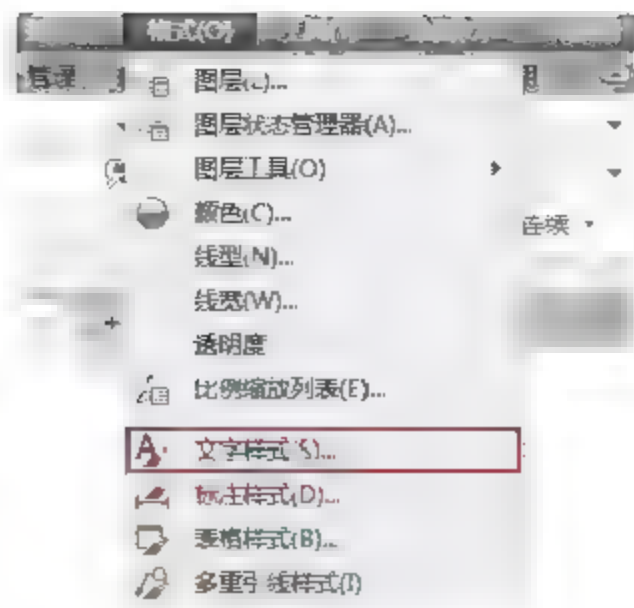 格式(O)
管理
图层(L)...
图层状态管理器(A)...
图层工具(O)
颜色(C)...
连续
线型(N)...
线宽(W)...
透明度
比例缩放列表(E)...
文字样式(S)...
标注样式(D)...
表格样式(B)...
多重引线样式(I)